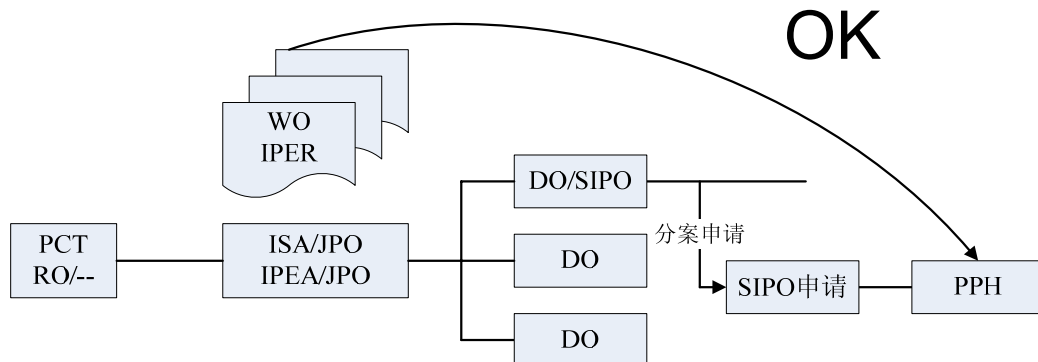 OK
WO
IPER
DO/SIPO
分案申请
PCT
RO/--
ISA/JPO
IPEA/JPO
DO
SIPO申请
PPH
DO